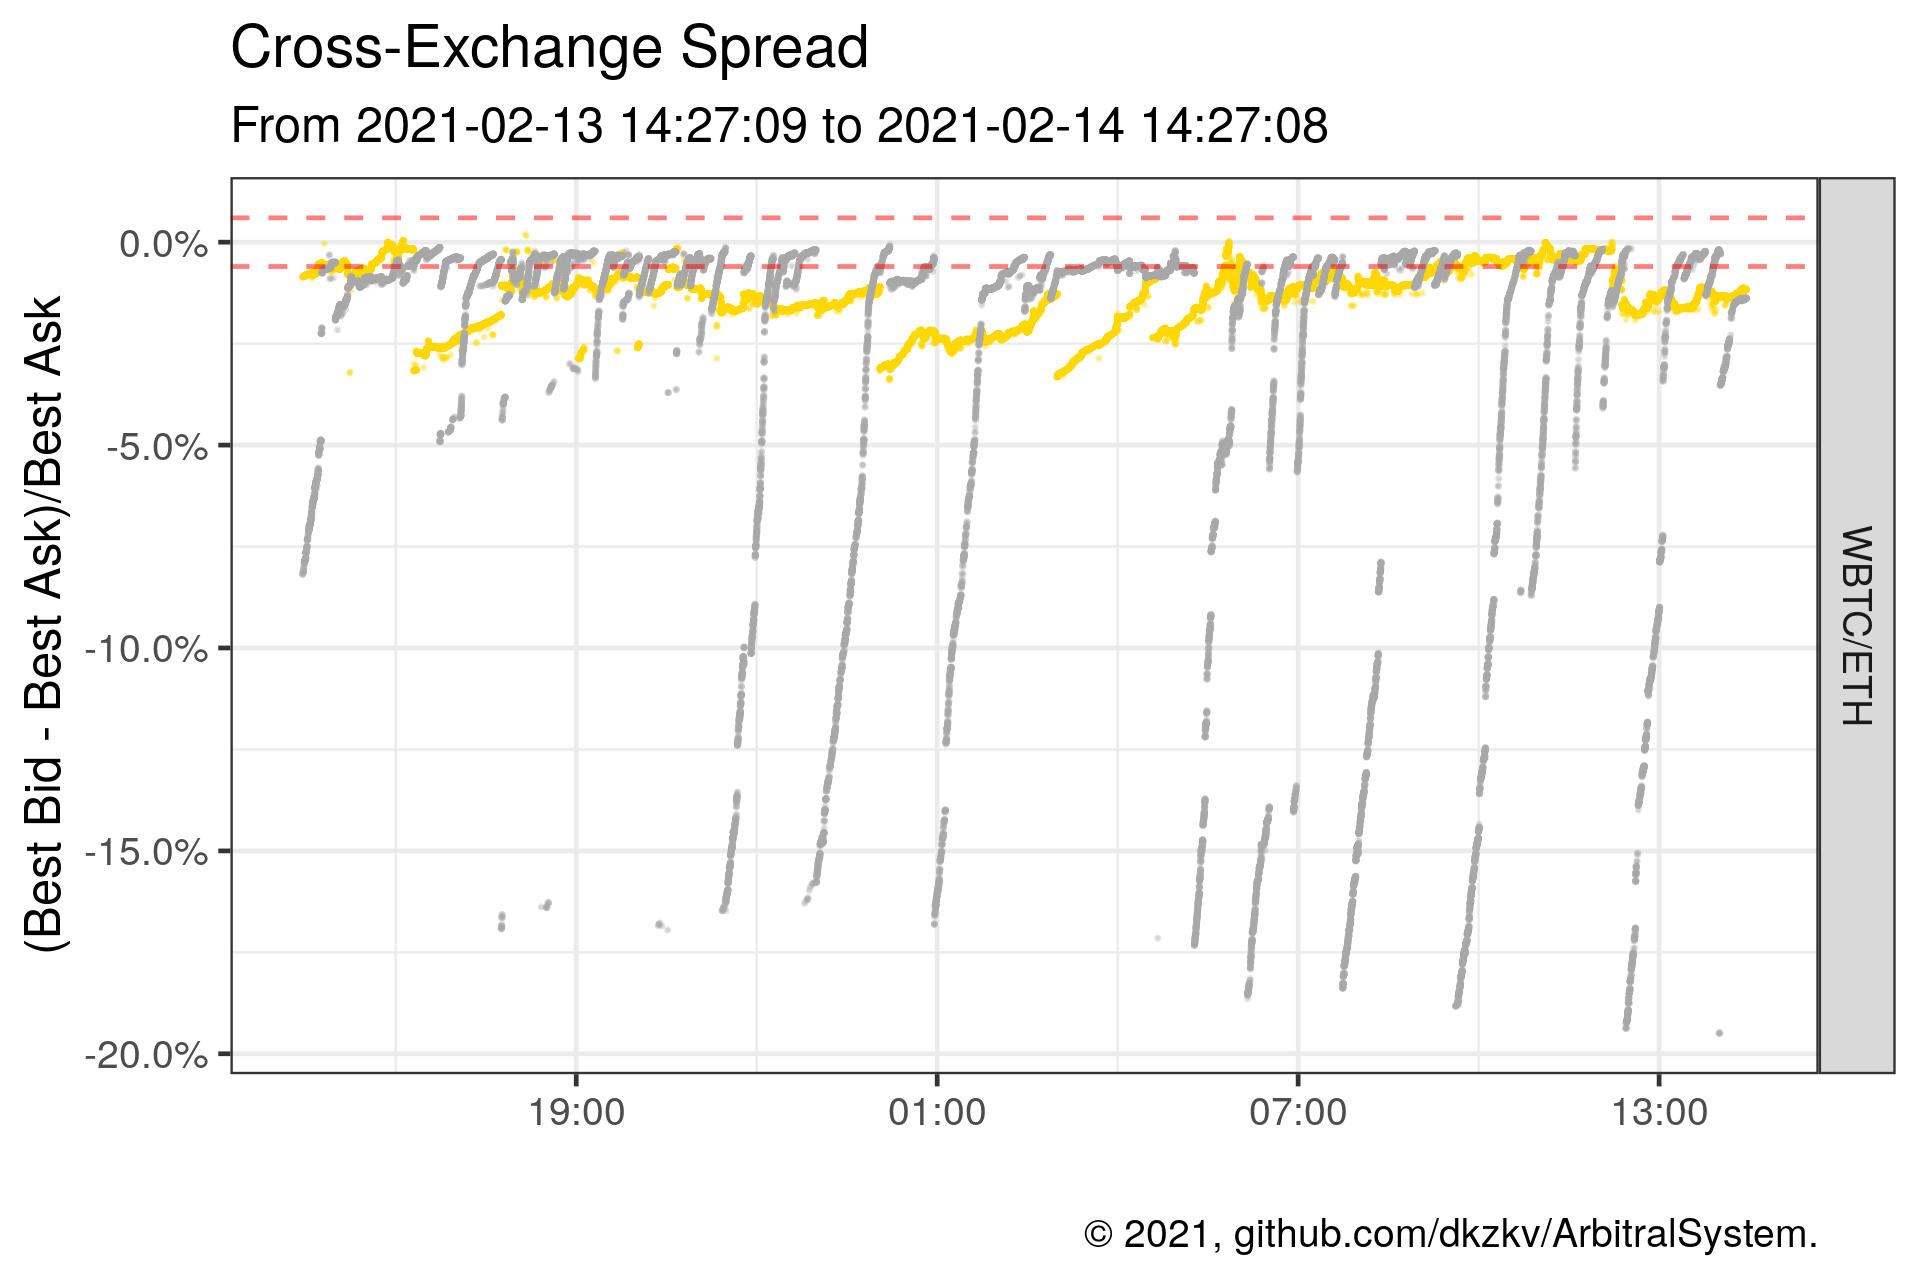 Cross-Exchange Spread
From 2021-02-13 14:27:09 to 2021-02-14 14:27:08
(Best Bid - Best Ask)/Best Ask
0.0%
-5.0%
-10.0%
-15.0%
-20.0%
WBTC/ETH
19:00
01:00
07:00
13:00
© 2021, github.com/dkzkv/ArbitralSystem.